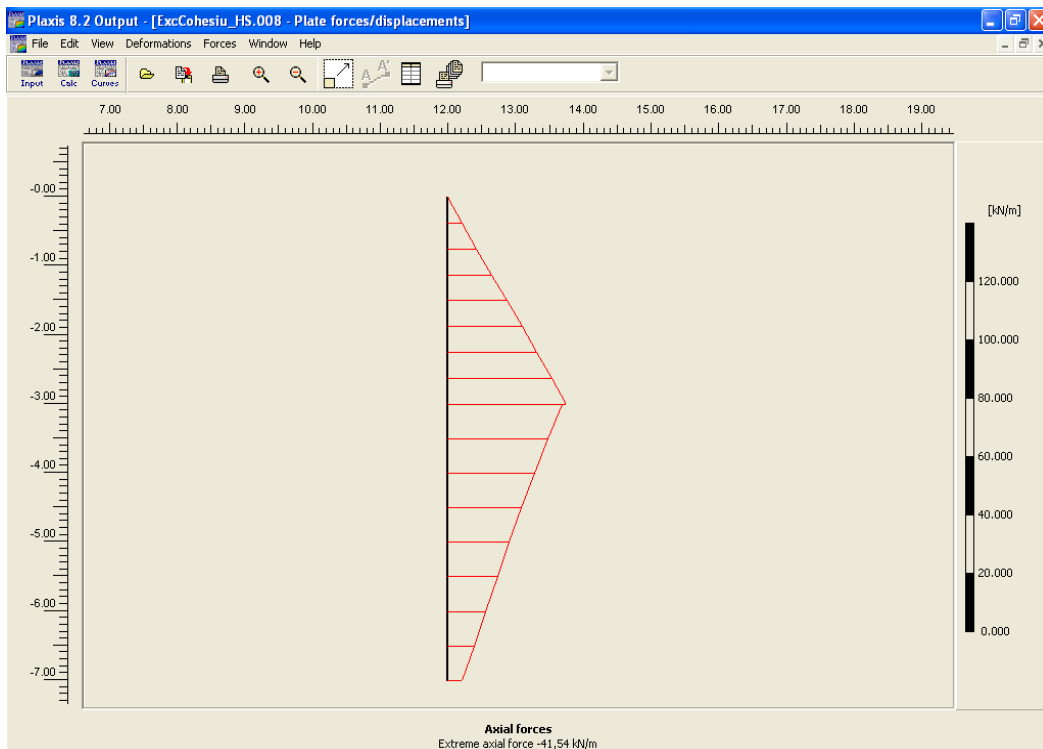 Plaxis 8.2 Output - [ExcCohesiu_HS.008 - Plate forces/displacements]
File Edit View Deformations Forces Window Help
Input Calc Curves
7.00 8.00 9.00 10.00 11.00 12.00 13.00 14.00 15.00 16.00 17.00 18.00 19.00
-0.00
-1.00
-2.00
-3.00
-4.00
-5.00
-6.00
-7.00
[kN/m]
120.000
100.000
80.000
60.000
40.000
20.000
0.000
Axial forces
Extreme axial force -41,54 kN/m